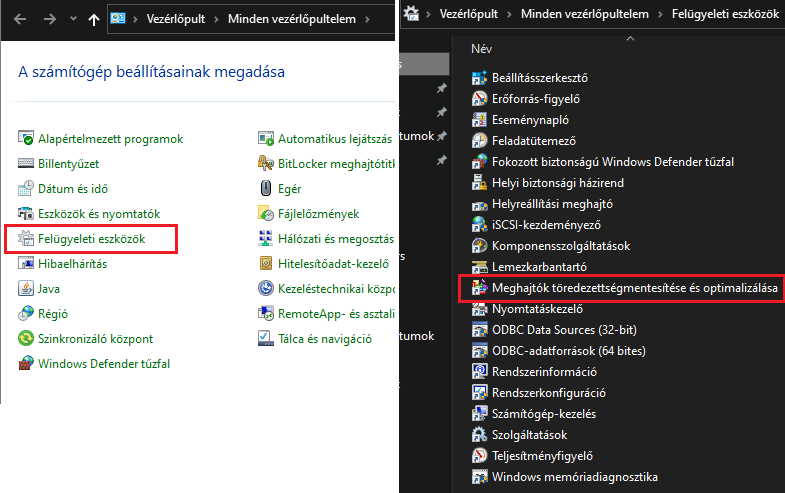 Vezérlőpult
Minden vezérlőpultelem
A számítógép beállításainak megadása
Alapértelmezett programok
Billentyűzet
Dátum és idő
Eszközök és nyomtatók
Felügyeleti eszközök
Hibaelhárítás
Java
Régió
Szinkronizáló központ
Windows Defender tűzfal
Automatikus lejátszás
BitLocker meghajtótitk
Egér
Fájlelőzmények
Hálózati és megosztás
Hitelesítőadat-kezelő
Kezeléstechnikai közpo
RemoteApp- és asztali
Tálca és navigáció
Vezérlőpult
Minden vezérlőpultelem
Felügyeleti eszközök
Név
tumok
tumok
Beállításszerkesztő
Erőforrás-figyelő
Eseménynapló
Feladatütemező
Fokozott biztonságú Windows Defender tűzfal
Helyi biztonsági házirend
Helyreállítási meghajtó
iSCSI-kezdeményező
Komponensszolgáltatások
Lemezkarbantartó
Meghajtók töredezettségmentesítése és optimalizálása
Nyomtatáskezelő
ODBC Data Sources (32-bit)
ODBC-adatforrások (64 bites)
Rendszerinformáció
Rendszerkonfiguráció
Számítógép-kezelés
Szolgáltatások
Teljesítményfigyelő
Windows memóriadiagnosztika